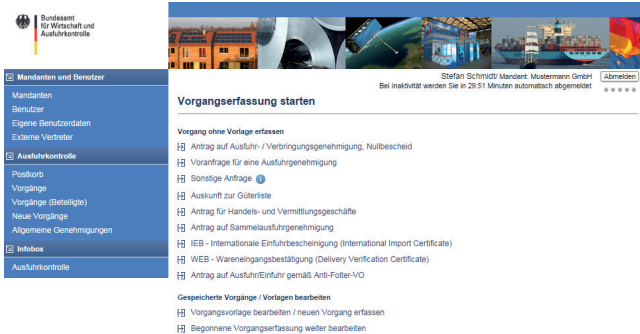 Bundesamt
für Wirtschaft und
Ausfuhrkontrolle
Stefan Schmidt/ Mandant: Mustermann GmbH
Abmelden
Bei Inaktivität werden Sie in 29:51 Minuten automatisch abgemeldet
Mandanten und Benutzer
Mandanten
Benutzer
Eigene Benutzerdaten
Externe Vertreter
Ausfuhrkontrolle
Postkorb
Vorgänge
Vorgänge (Beteiligte)
Neue Vorgänge
Allgemeine Genehmigungen
Infobox
Ausfuhrkontrolle
Vorgangserfassung starten
Vorgang ohne Vorlage erfassen
Antrag auf Ausfuhr- / Verbringungsgenehmigung, Nullbescheid
Voranfrage für eine Ausfuhrgenehmigung
Sonstige Anfrage
Auskunft zur Güterliste
Antrag für Handels- und Vermittlungsgeschäfte
Antrag auf Sammelausfuhrgenehmigung
IEB - Internationale Einfuhrbescheinigung (International Import Certificate)
WEB - Wareneingangsbestätigung (Delivery Verification Certificate)
Antrag auf Ausfuhr/Einfuhr gemäß Anti-Folter-VO
Gespeicherte Vorgänge / Vorlagen bearbeiten
Vorgangsvorlage bearbeiten / neuen Vorgang erfassen
Begonnene Vorgangserfassung weiter bearbeiten